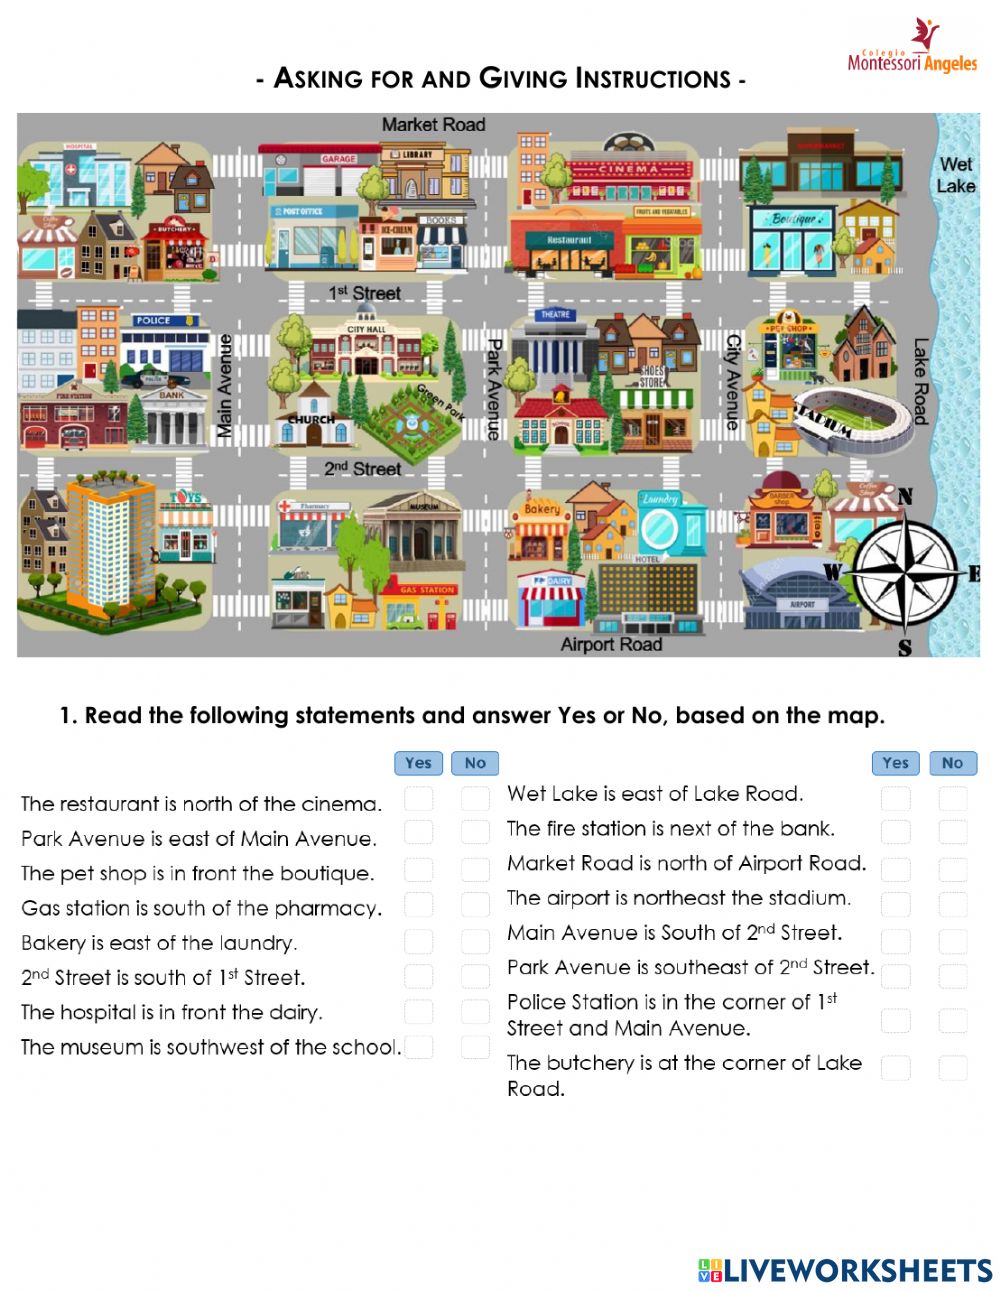 Colegio
Montessori Angeles
- ASKING FOR AND GIVING INSTRUCTIONS -
Market Road
Wet
Lake
HOSPITAL
GARAGE
LIBRARY
CINEMA
SUPERMARKET
Coffee
Shop
BUTCHERY
POST OFFICE
ICE-CREAM
BOOKS
Restaurant
FRUITS AND VEGETABLES
Boutique
1st Street
POLICE
POLICE
Main Avenue
CITY HALL
Park Avenue
THEATRE
SHOES
STORE
City Avenue
PET SHOP
Lake Road
FIRE STATION
BANK
CHURCH
Green Park
SCHOOL
STADIUM
2nd Street
TOYS
Pharmacy
MUSEUM
Bakery
Laundry
BARBER
shop
Coffee
Shop
N
W
E
S
GAS STATION
DAIRY
HOTEL
AIRPORT
Airport Road
1. Read the following statements and answer Yes or No, based on the map.
Yes No
The restaurant is north of the cinema.
Park Avenue is east of Main Avenue.
The pet shop is in front the boutique.
Gas station is south of the pharmacy.
Bakery is east of the laundry.
2nd Street is south of 1st Street.
The hospital is in front the dairy.
The museum is southwest of the school.
Yes No
Wet Lake is east of Lake Road.
The fire station is next of the bank.
Market Road is north of Airport Road.
The airport is northeast the stadium.
Main Avenue is South of 2nd Street.
Park Avenue is southeast of 2nd Street.
Police Station is in the corner of 1st
Street and Main Avenue.
The butchery is at the corner of Lake
Road.
LIVE LIVEWORKSHEETS